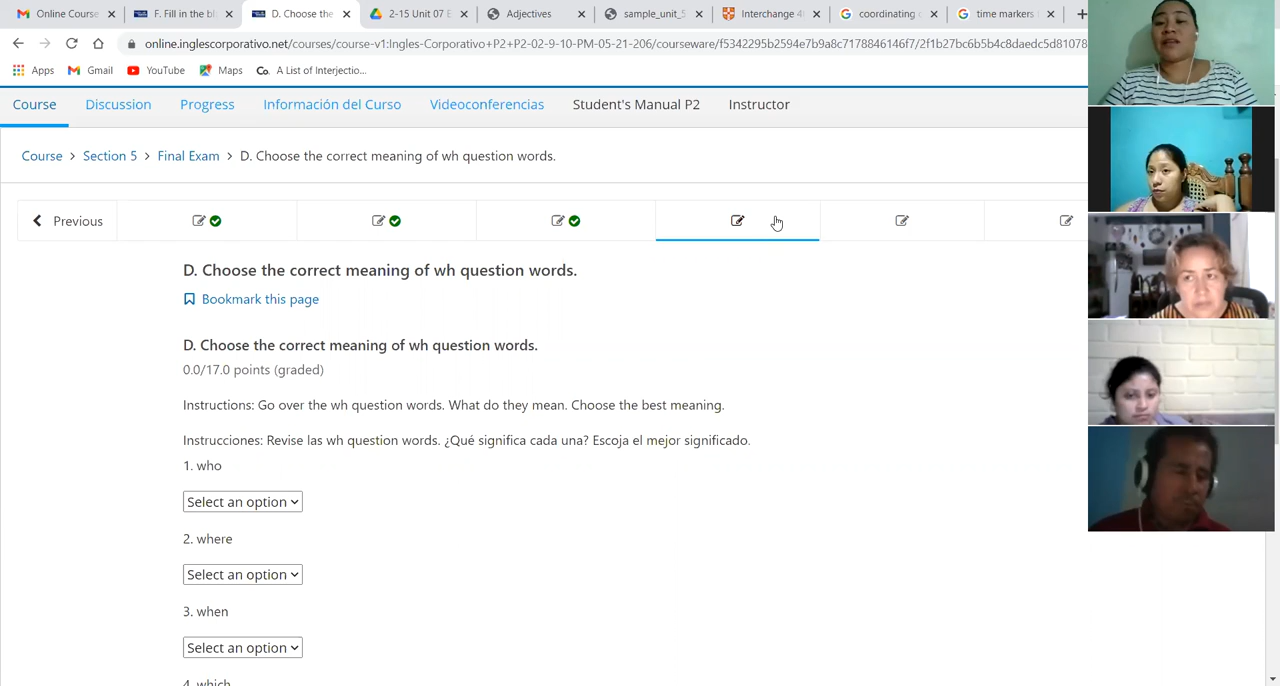 Online Course
F. Fill in the bl
D. Choose the
2-15 Unit 07 E
Adjectives
sample_unit_5
Interchange 4
coordinating c
time markers
online.inglescorporativo.net/courses/course-v1:Ingles-Corporativo+P2+P2-02-9-10-PM-05-21-206/courseware/f5342295b2594e7b9a8c7178846146f7/2f1b27bc6b5b4c8daedc5d81078
Apps
Gmail
YouTube
Maps
Co. A List of Interjectio...
Course
Discussion
Progress
Información del Curso
Videoconferencias
Student's Manual P2
Instructor
Course > Section 5 > Final Exam > D. Choose the correct meaning of wh question words.
Previous
D. Choose the correct meaning of wh question words.
Bookmark this page
D. Choose the correct meaning of wh question words.
0.0/17.0 points (graded)
Instructions: Go over the wh question words. What do they mean. Choose the best meaning.
Instrucciones: Revise las wh question words. ¿Qué significa cada una? Escoja el mejor significado.
1. who
Select an option
2. where
Select an option
3. when
Select an option
4. which